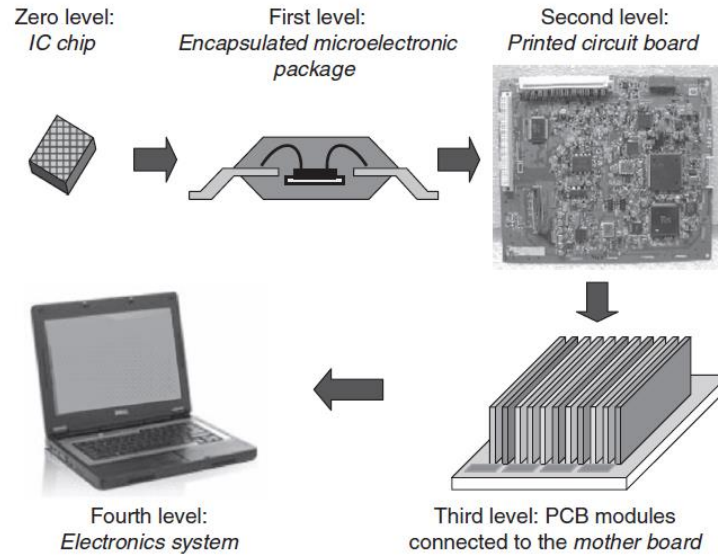 Zero level:
IC chip
First level:
Encapsulated microelectronic
package
Second level:
Printed circuit board
Fourth level:
Electronics system
Third level: PCB modules
connected to the mother board